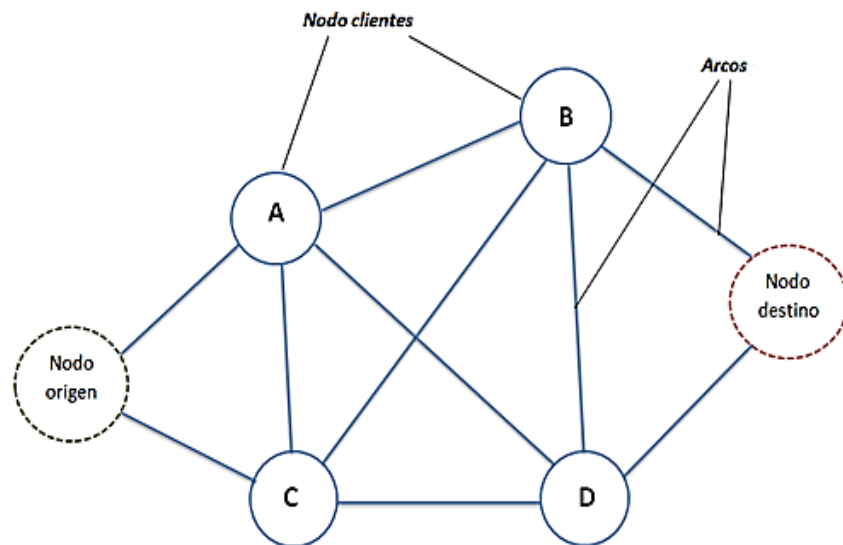 Nodo clientes
Arcos
B
A
Nodo
destino
Nodo
origen
C
D